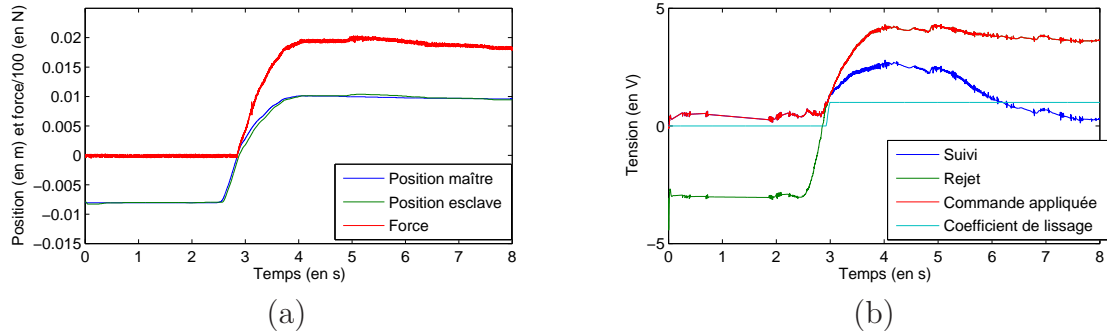 Position (en m) et force/100 (en N)
0.02
0.015
0.01
0.005
0
−0.005
−0.01
−0.015
0 1 2 3 4 5 6 7 8
Temps (en s)
Position maître
Position esclave
Force
(a)
Tension (en V)
5
0
−5
0 1 2 3 4 5 6 7 8
Temps (en s)
Suivi
Rejet
Commande appliquée
Coefficient de lissage
(b)